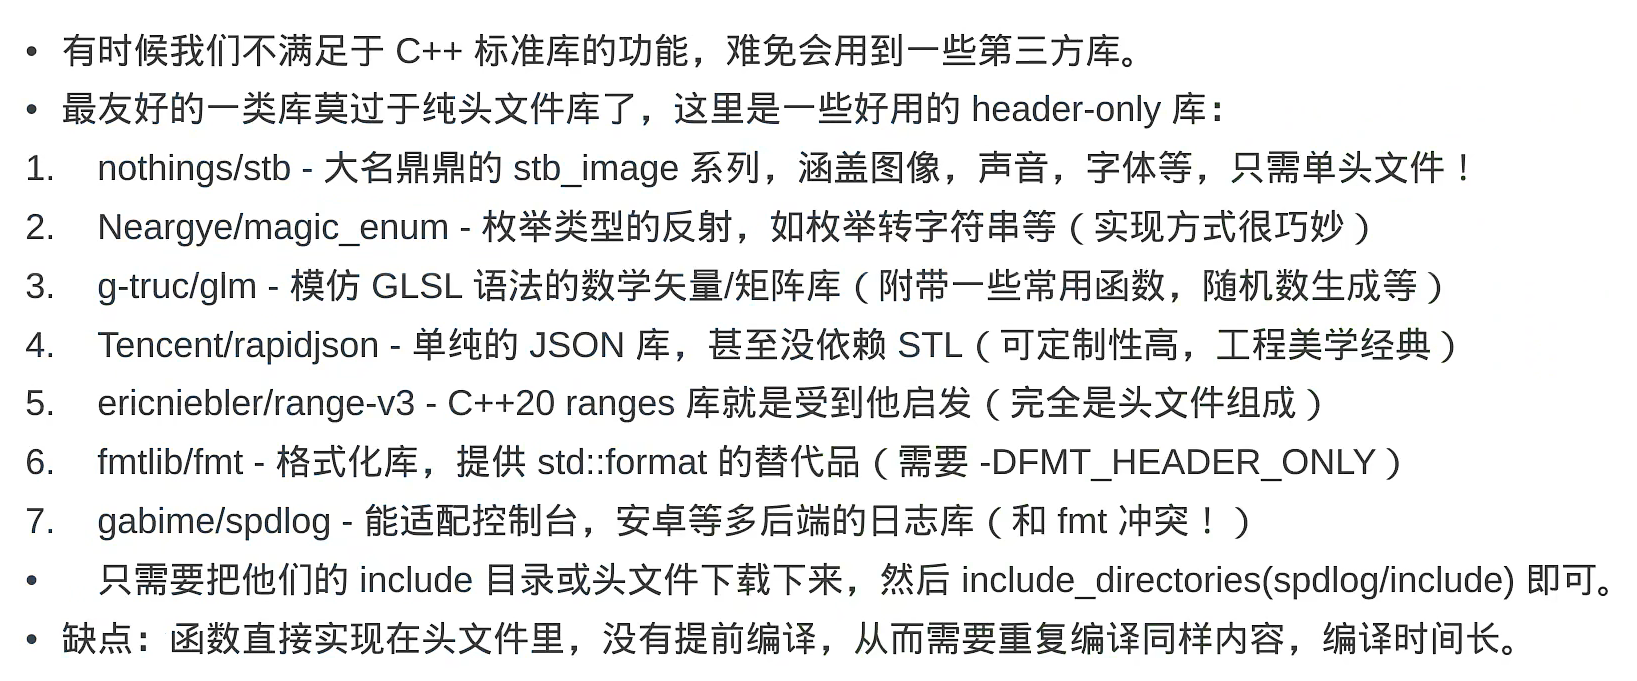 • 有时候我们不满足于 C++ 标准库的功能，难免会用到一些第三方库。
• 最友好的一类库莫过于纯头文件库了，这里是一些好用的 header-only 库：
1. nothings/stb - 大名鼎鼎的 stb_image 系列，涵盖图像，声音，字体等，只需单头文件！
2. Neargye/magic_enum - 枚举类型的反射，如枚举转字符串等（实现方式很巧妙）
3. g-truc/glm - 模仿 GLSL 语法的数学矢量/矩阵库（附带一些常用函数，随机数生成等）
4. Tencent/rapidjson - 单纯的 JSON 库，甚至没依赖 STL（可定制性高，工程美学经典）
5. ericniebler/range-v3 - C++20 ranges 库就是受到他启发（完全是头文件组成）
6. fmtlib/fmt - 格式化库，提供 std::format 的替代品（需要 -DFMT_HEADER_ONLY）
7. gabime/spdlog - 能适配控制台，安卓等多后端的日志库（和 fmt 冲突！）
• 只需要把他们的 include 目录或头文件下载下来，然后 include_directories(spdlog/include) 即可。
• 缺点：函数直接实现在头文件里，没有提前编译，从而需要重复编译同样内容，编译时间长。